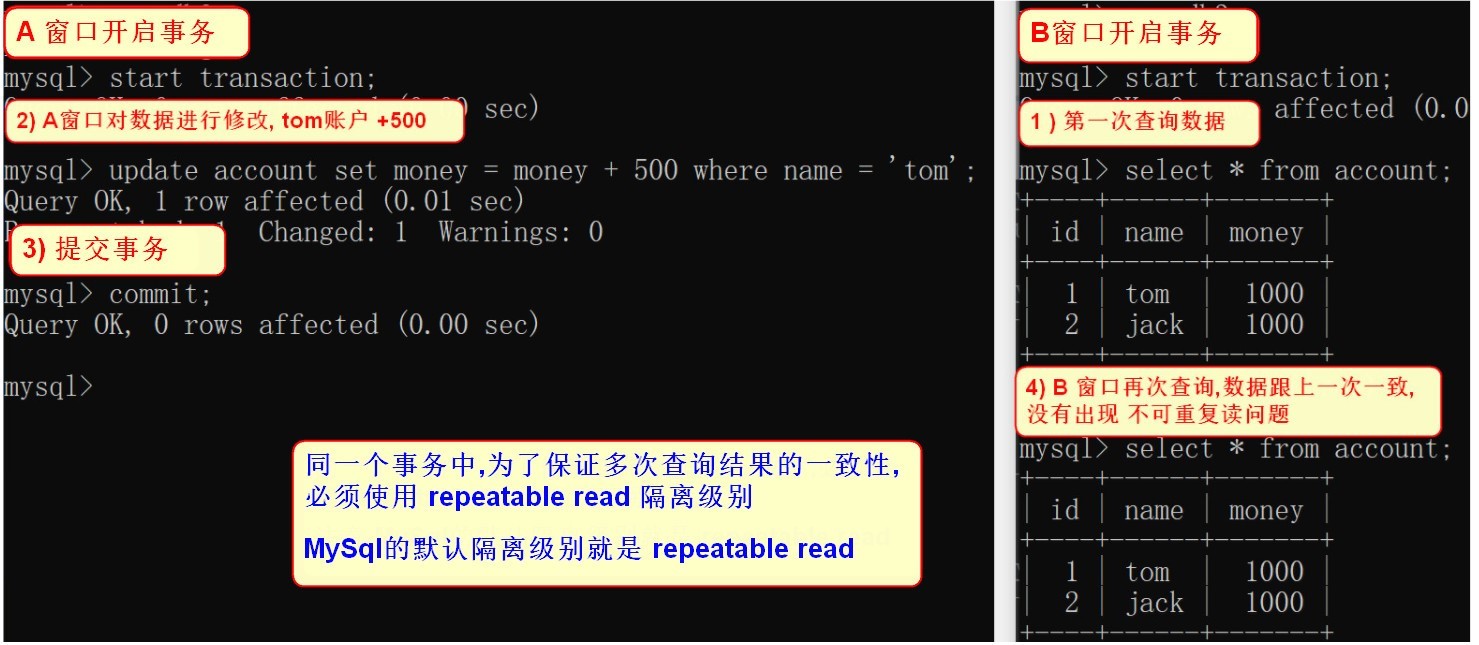 A 窗口开启事务
mysql> start transaction;
sec)
2) A窗口对数据进行修改, tom账户 +500
mysql> update account set money = money + 500 where name = 'tom';
Query OK, 1 row affected (0.01 sec)
Changed: 1  Warnings: 0
3) 提交事务
mysql> commit;
Query OK, 0 rows affected (0.00 sec)
mysql>
同一个事务中,为了保证多次查询结果的一致性,
必须使用 repeatable read 隔离级别
MySql的默认隔离级别就是 repeatable read
B窗口开启事务
mysql> start transaction;
affected (0.0
1 ) 第一次查询数据
mysql> select * from account;
+----+------+-------+
| id | name | money |
+----+------+-------+
| 1 | tom | 1000 |
| 2 | jack | 1000 |
+----+------+-------+
4) B 窗口再次查询,数据跟上一次一致,
没有出现 不可重复读问题
mysql> select * from account;
+----+------+-------+
| id | name | money |
+----+------+-------+
| 1 | tom | 1000 |
| 2 | jack | 1000 |
+----+------+-------+